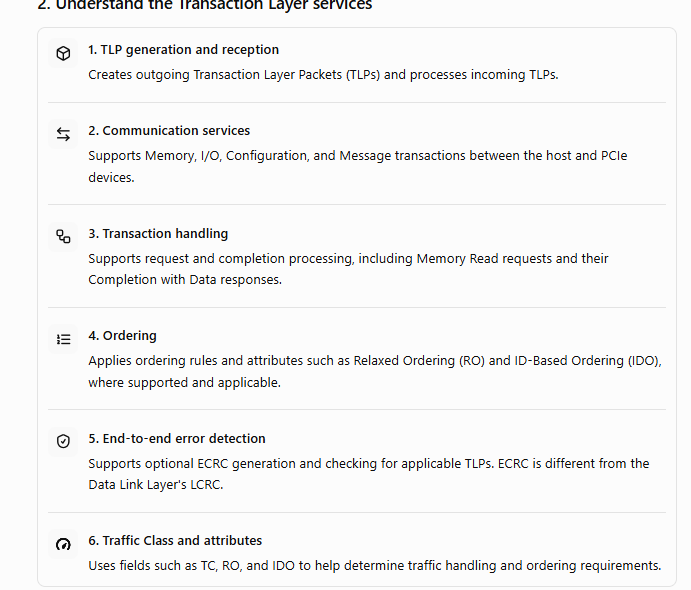 2. Understand the Transaction Layer services
1. TLP generation and reception
Creates outgoing Transaction Layer Packets (TLPs) and processes incoming TLPs.
2. Communication services
Supports Memory, I/O, Configuration, and Message transactions between the host and PCIe
devices.
3. Transaction handling
Supports request and completion processing, including Memory Read requests and their
Completion with Data responses.
4. Ordering
Applies ordering rules and attributes such as Relaxed Ordering (RO) and ID-Based Ordering (IDO),
where supported and applicable.
5. End-to-end error detection
Supports optional ECRC generation and checking for applicable TLPs. ECRC is different from the
Data Link Layer's LCRC.
6. Traffic Class and attributes
Uses fields such as TC, RO, and IDO to help determine traffic handling and ordering requirements.